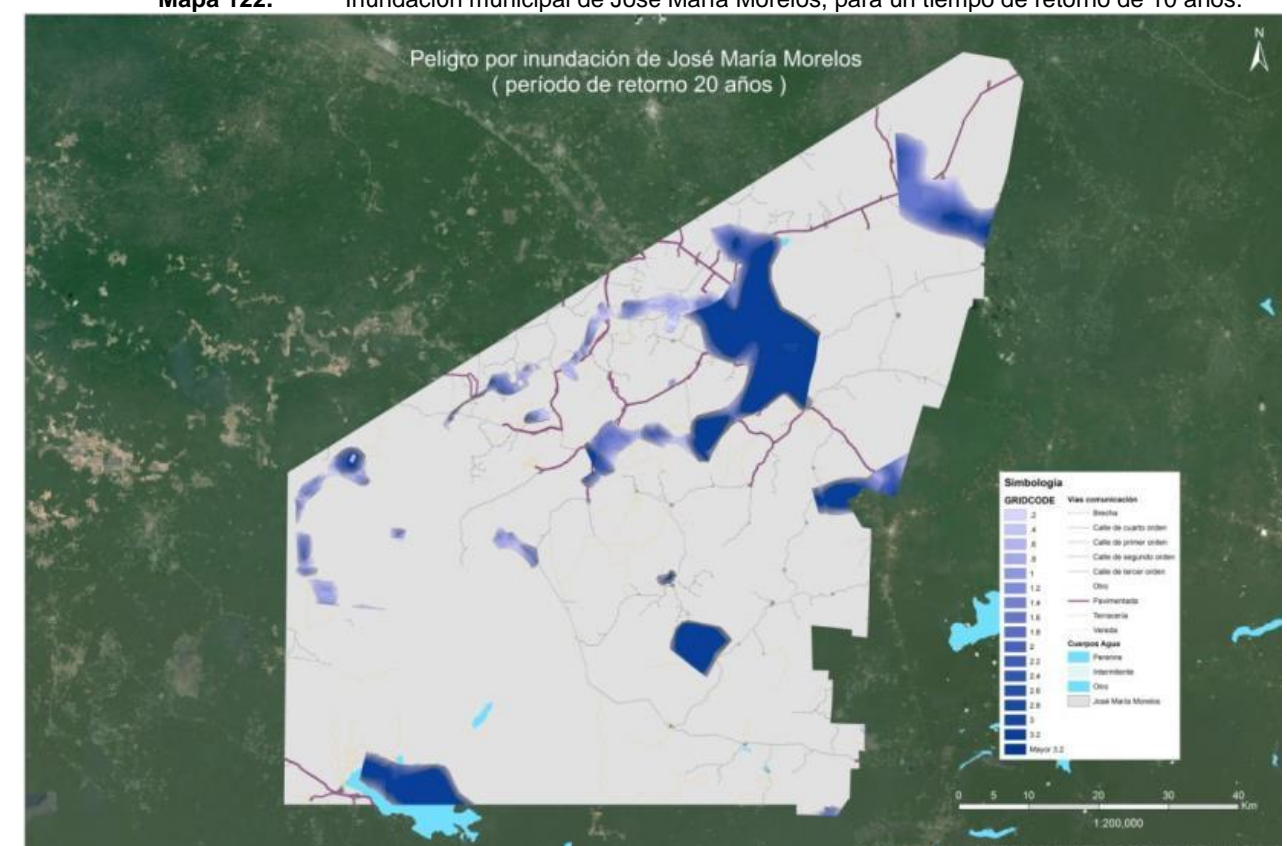 Mapa 122. Inundación municipal de José María Morelos, para un tiempo de retorno de 10 años.
Peligro por inundación de José María Morelos
( período de retorno 20 años )
N
Simbología
GRIDCODE
.2
.4
.6
.8
1
1.2
1.4
1.6
1.8
2
2.2
2.4
2.6
2.8
3
3.2
Mayor 3.2
Vías comunicación
Brecha
Calle de cuarto orden
Calle de primer orden
Calle de segundo orden
Calle de tercer orden
Otro
Pavimentada
Terracería
Vereda
Cuerpos Agua
Perenne
Intermitente
Otro
José María Morelos
0 5 10 20 30 40
Km
1:200,000